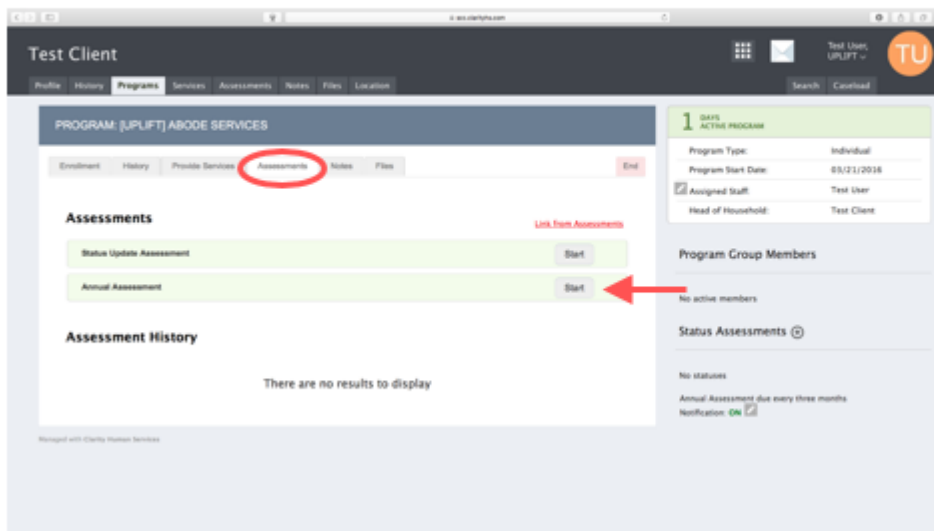 scc.clarityhs.com
Test Client
Test User,
UPLIFT
TU
Profile History Programs Services Assessments Notes Files Location
Search Caseload
PROGRAM: [UPLIFT] ABODE SERVICES
Enrollment History Provide Services Assessments Notes Files
End
Assessments
Link from Assessments
Status Update Assessment Start
Annual Assessment Start
Assessment History
There are no results to display
Managed with Clarity Human Services
1 DAYS
ACTIVE PROGRAM
Program Type: Individual
Program Start Date: 03/21/2016
Assigned Staff: Test User
Head of Household: Test Client
Program Group Members
No active members
Status Assessments
No statuses
Annual Assessment due every three months
Notification: ON